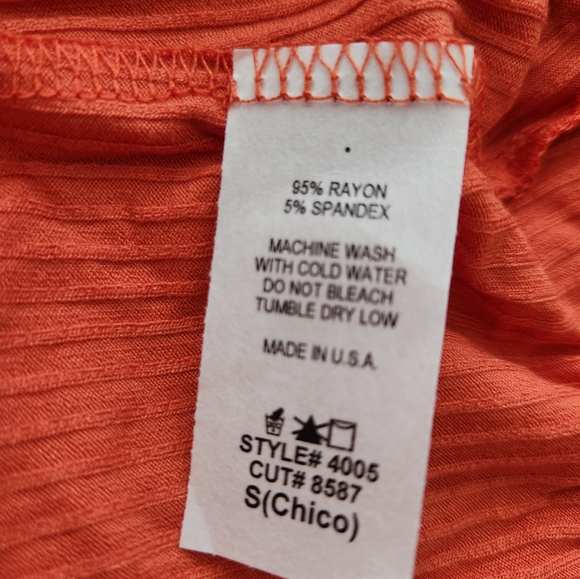 95% RAYON
5% SPANDEX
MACHINE WASH
WITH COLD WATER
DO NOT BLEACH
TUMBLE DRY LOW
MADE IN U.S.A.
STYLE# 4005
CUT# 8587
S(Chico)